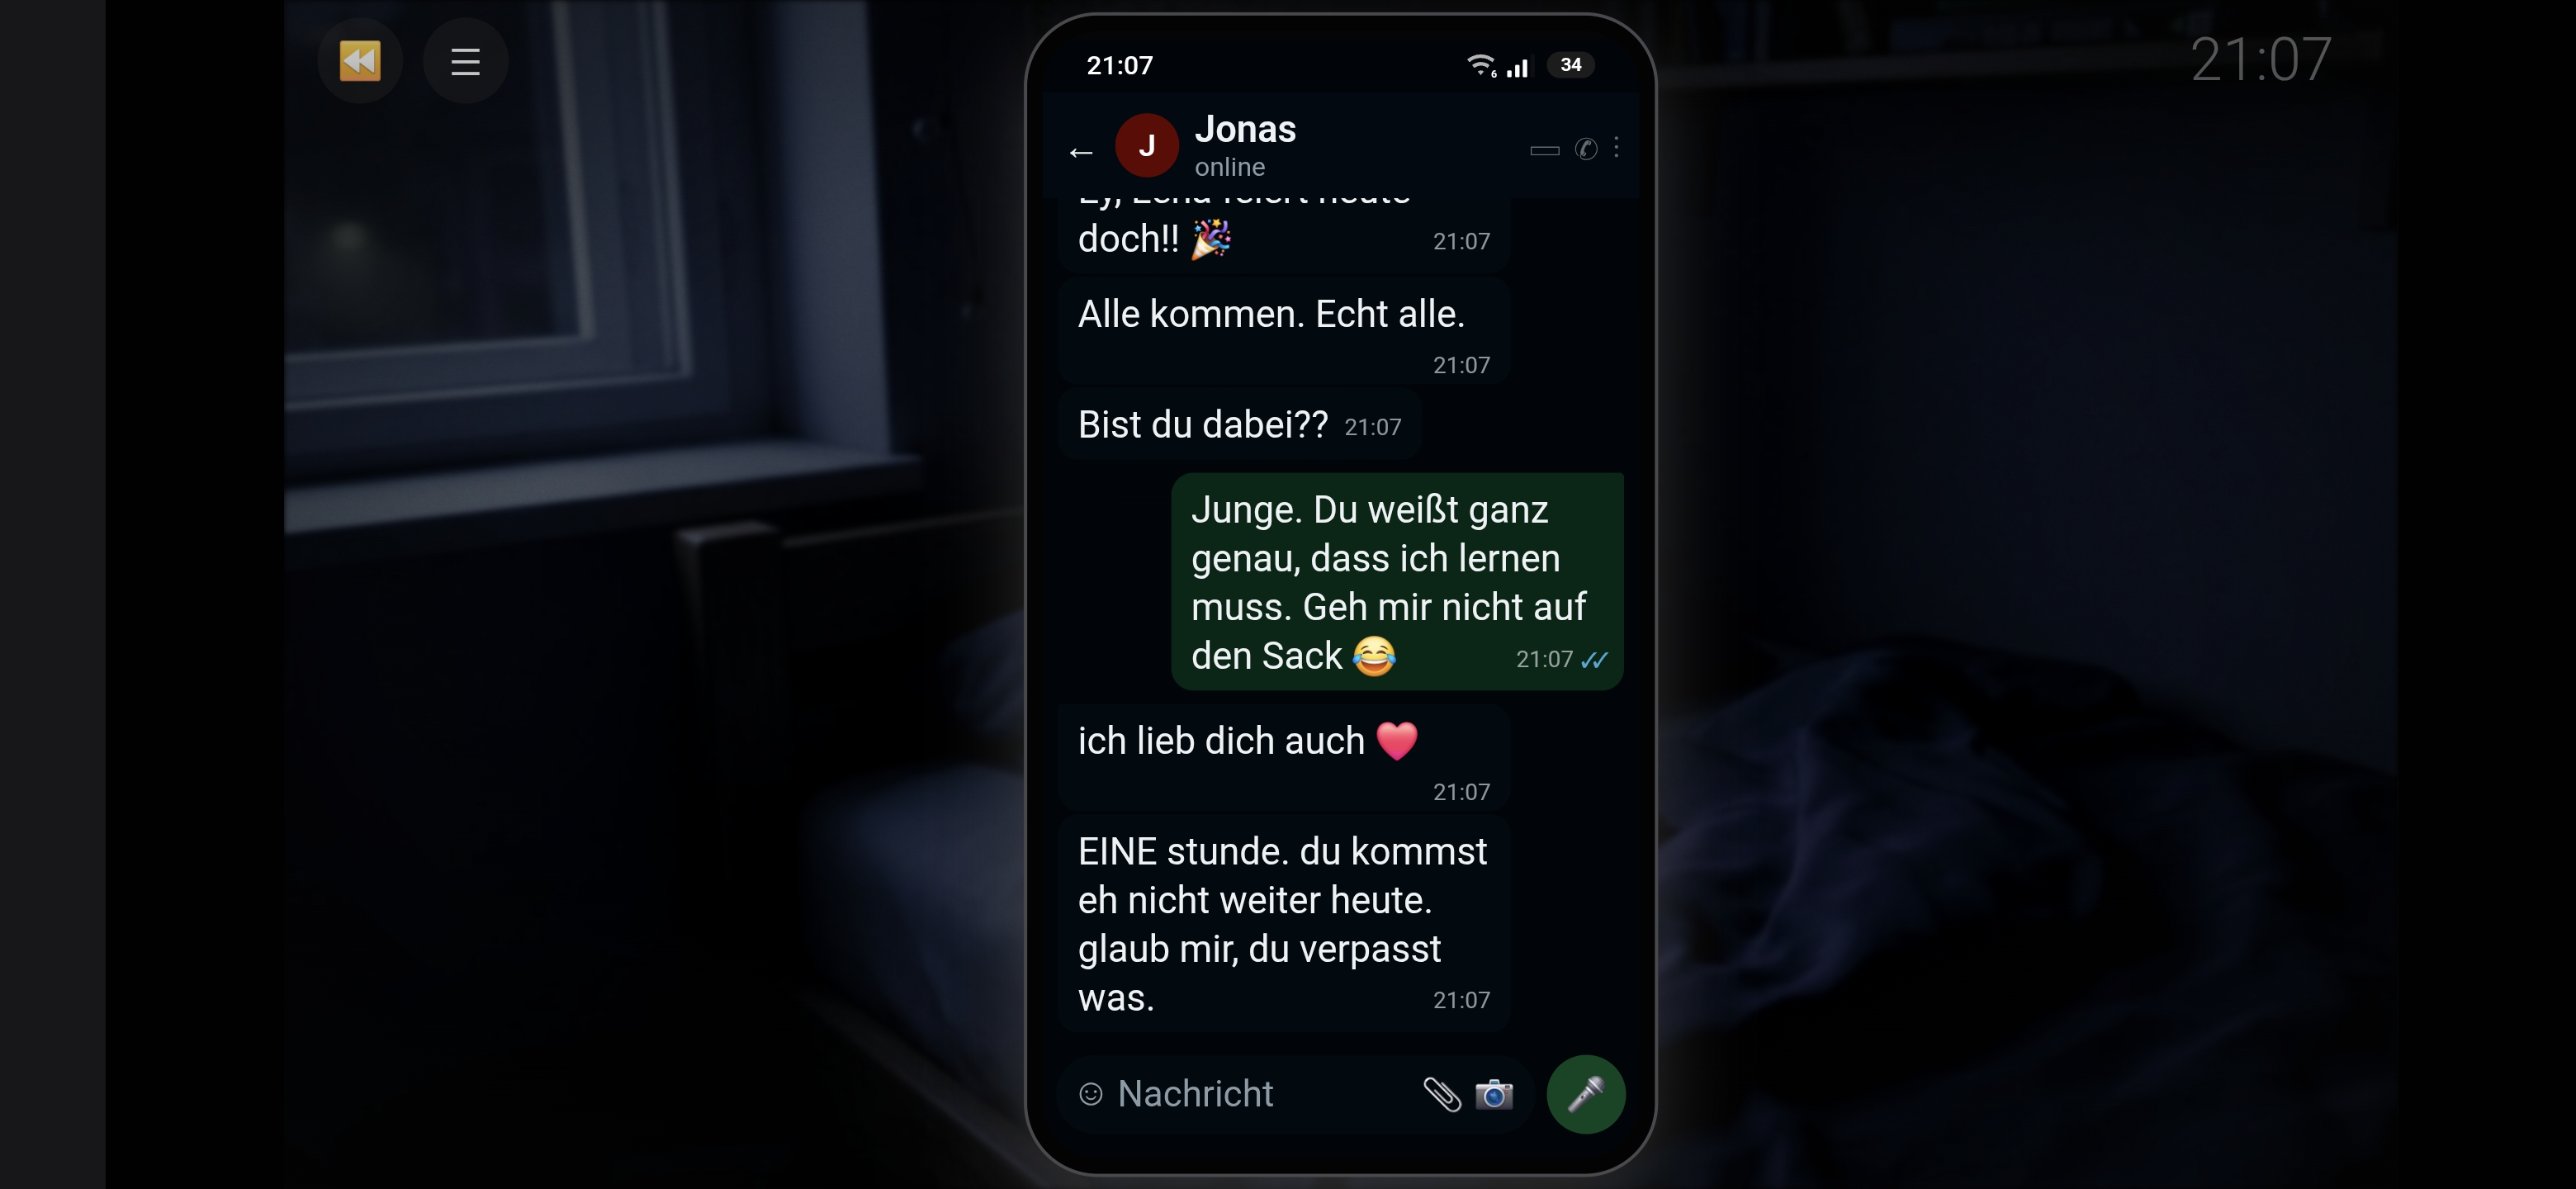 21:07
21:07
6
34
J
Jonas
online
doch!! 🎉 21:07
Alle kommen. Echt alle.
21:07
Bist du dabei?? 21:07
Junge. Du weißt ganz
genau, dass ich lernen
muss. Geh mir nicht auf
den Sack 😂 21:07
ich lieb dich auch ❤️
21:07
EINE stunde. du kommst
eh nicht weiter heute.
glaub mir, du verpasst
was. 21:07
Nachricht